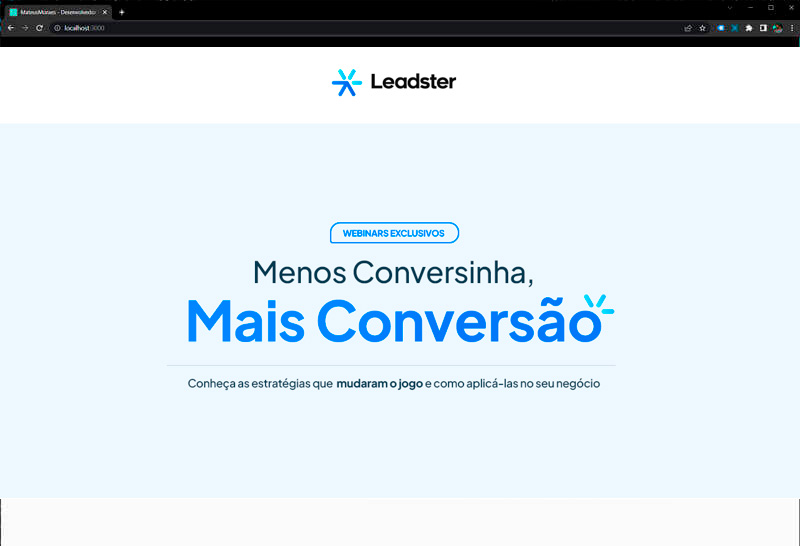 MateusMoraes - Desenvolvedor
localhost:3000
Leadster
WEBINARS EXCLUSIVOS
Menos Conversinha,
Mais Conversão
Conheça as estratégias que mudaram o jogo e como aplicá-las no seu negócio